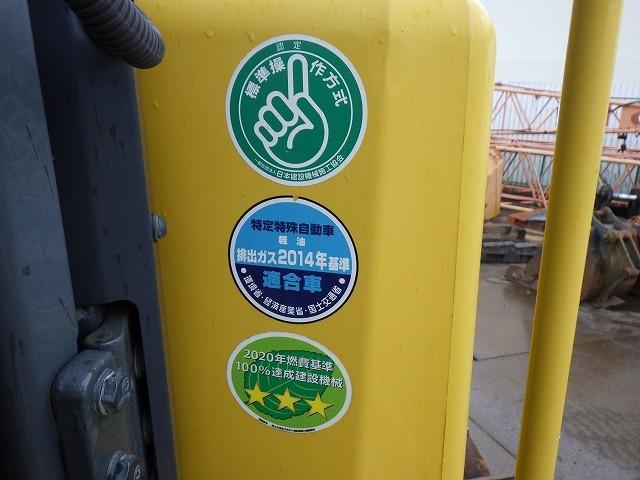 認定
標準操作方式
一般社団法人日本建設機械施工協会
特定特殊自動車
軽油
排出ガス2014年基準
適合車
・環境省・経済産業省・国土交通省・
2020年燃費基準
100%達成建設機械